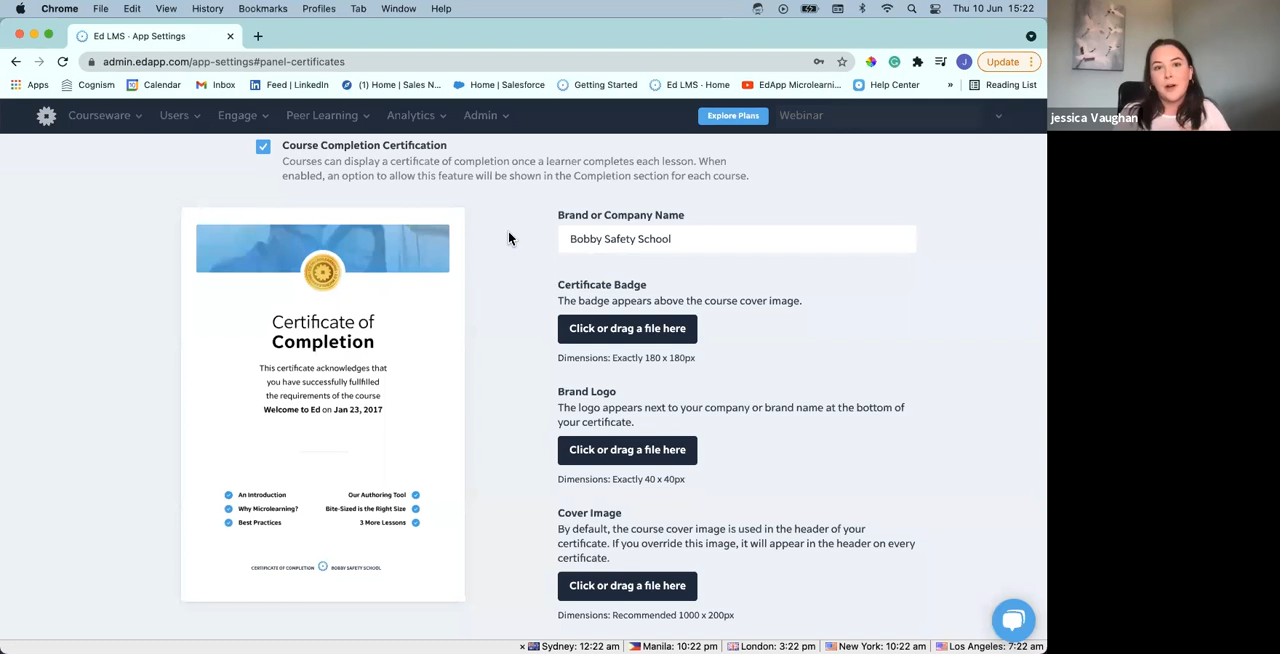 Chrome File Edit View History Bookmarks Profiles Tab Window Help Thu 10 Jun 15:22
Ed LMS · App Settings
admin.edapp.com/app-settings#panel-certificates Update
Apps Cognism Calendar Inbox Feed | LinkedIn (1) Home | Sales N... Home | Salesforce Getting Started Ed LMS · Home EdApp Microlearni... Help Center » Reading List
Courseware Users Engage Peer Learning Analytics Admin Explore Plans Webinar
jessica Vaughan
Course Completion Certification
Courses can display a certificate of completion once a learner completes each lesson. When
enabled, an option to allow this feature will be shown in the Completion section for each course.
Certificate of
Completion
This certificate acknowledges that
you have successfully fullfilled
the requirements of the course
Welcome to Ed on Jan 23, 2017
An Introduction Our Authoring Tool
Why Microlearning? Bite-Sized is the Right Size
Best Practices 3 More Lessons
CERTIFICATE OF COMPLETION BOBBY SAFETY SCHOOL
Brand or Company Name
Bobby Safety School
Certificate Badge
The badge appears above the course cover image.
Click or drag a file here
Dimensions: Exactly 180 x 180px
Brand Logo
The logo appears next to your company or brand name at the bottom of
your certificate.
Click or drag a file here
Dimensions: Exactly 40 x 40px
Cover Image
By default, the course cover image is used in the header of your
certificate. If you override this image, it will appear in the header on every
certificate.
Click or drag a file here
Dimensions: Recommended 1000 x 200px
× Sydney: 12:22 am Manila: 10:22 pm London: 3:22 pm New York: 10:22 am Los Angeles: 7:22 am